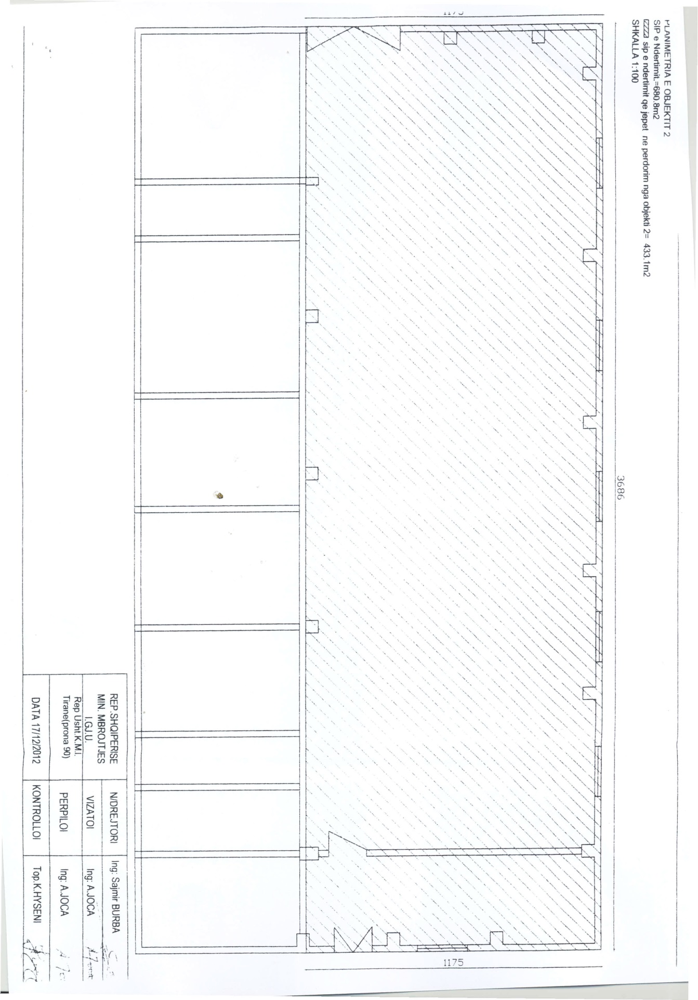 PLANIMETRIA E OBJEKTIT 2
SIP e Ndertimit.=680.8m2
sip e ndertimit qe jepet ne perdorim nga objekti 2= 433.1m2
SHKALLA 1:100
1175
3686
1175
REP.SHQIPERISE
MIN. MBROJTJES
I.GJ.U.
Rep Usht.K.M.I.
Tirane(prona 90)
DATA 17/12/2012
N/DREJTORI
Ing: Sajmir BURBA
VIZATOI
Ing: A.JOCA
PERPILOI
Ing: A.JOCA
KONTROLLOI
Top.K.HYSENI